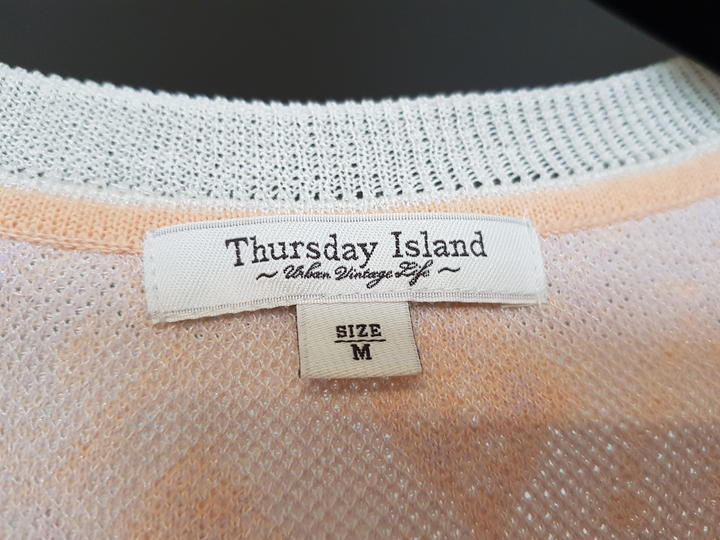 Thursday Island
~ Urban Vintage Life ~
SIZE
M